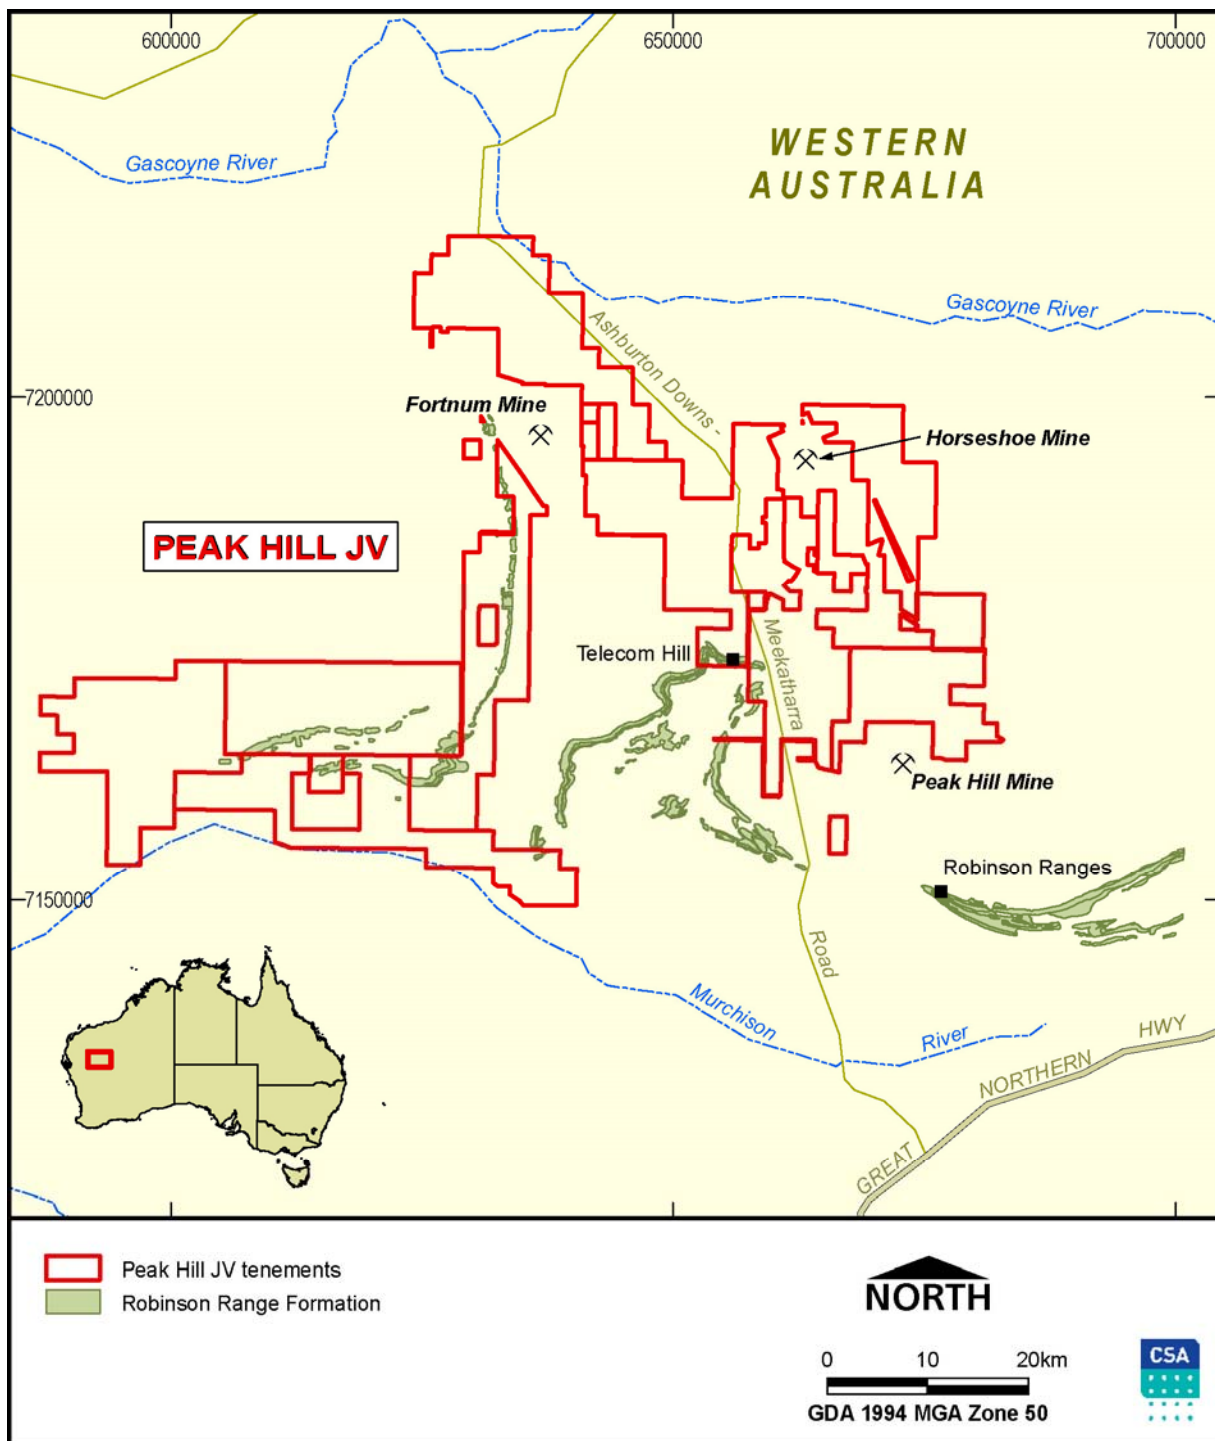 600000
650000
700000
WESTERN
AUSTRALIA
Gascoyne River
Gascoyne River
Ashburton Downs -
7200000
Fortnum Mine
Horseshoe Mine
PEAK HILL JV
Telecom Hill
Meekatharra
Peak Hill Mine
Robinson Ranges
7150000
Road
Murchison
River
GREAT
NORTHERN
HWY
Peak Hill JV tenements
Robinson Range Formation
NORTH
0 10 20km
GDA 1994 MGA Zone 50
CSA